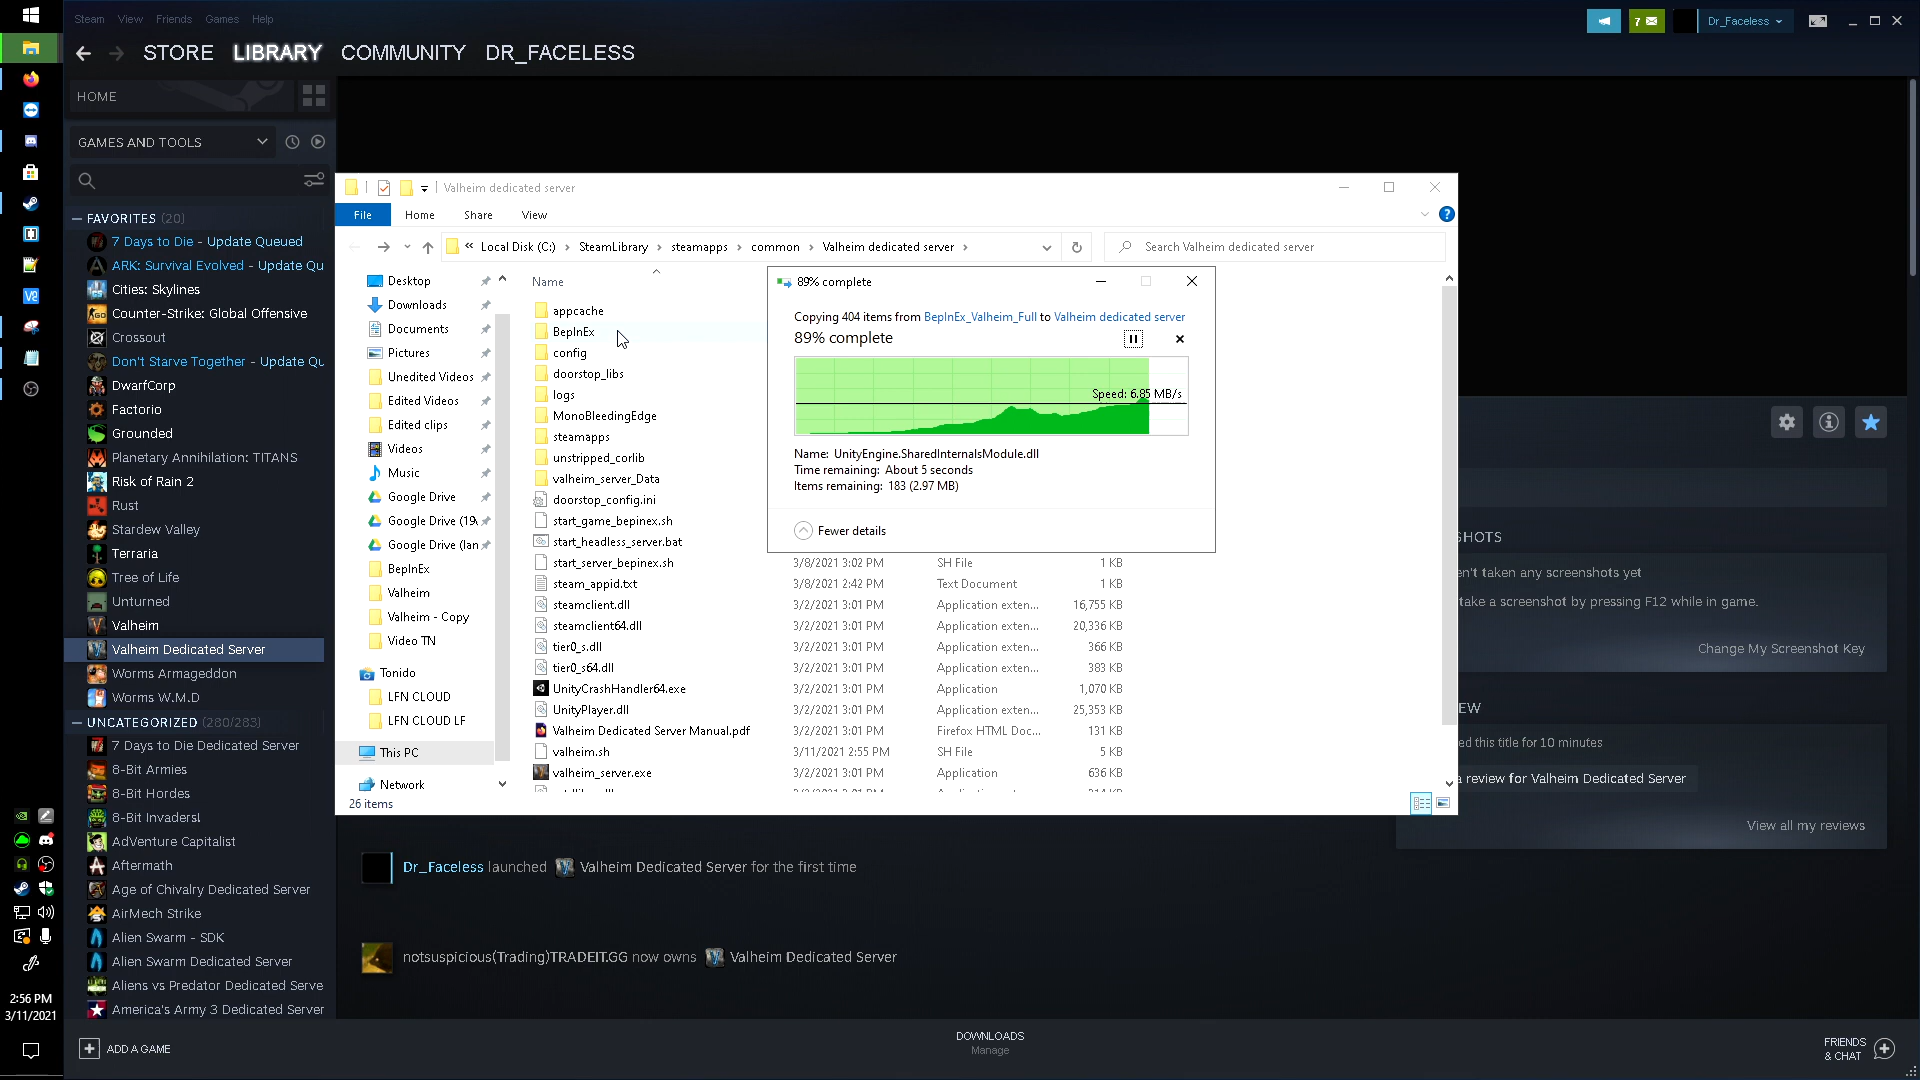 Steam View Friends Games Help
7
Dr_Faceless
STORE LIBRARY COMMUNITY DR_FACELESS
HOME
GAMES AND TOOLS
FAVORITES (20)
7 Days to Die - Update Queued
ARK: Survival Evolved - Update Qu
Cities: Skylines
Counter-Strike: Global Offensive
Crossout
Don't Starve Together - Update Qu
DwarfCorp
Factorio
Grounded
Planetary Annihilation: TITANS
Risk of Rain 2
Rust
Stardew Valley
Terraria
Tree of Life
Unturned
Valheim
Valheim Dedicated Server
Worms Armageddon
Worms W.M.D
UNCATEGORIZED (280/283)
7 Days to Die Dedicated Server
8-Bit Armies
8-Bit Hordes
8-Bit Invaders!
AdVenture Capitalist
Aftermath
Age of Chivalry Dedicated Server
AirMech Strike
Alien Swarm - SDK
Alien Swarm Dedicated Server
Aliens vs Predator Dedicated Serve
America's Army 3 Dedicated Server
ADD A GAME
2:56 PM
3/11/2021
Valheim dedicated server
File Home Share View
« Local Disk (C:) › SteamLibrary › steamapps › common › Valheim dedicated server ›
Search Valheim dedicated server
Desktop
Downloads
Documents
Pictures
Unedited Videos
Edited Videos
Edited clips
Videos
Music
Google Drive
Google Drive (19
Google Drive (Ian
BepInEx
Valheim
Valheim - Copy
Video TN
Tonido
LFN CLOUD
LFN CLOUD LF
This PC
Network
26 items
Name
appcache
BepInEx
config
doorstop_libs
logs
MonoBleedingEdge
steamapps
unstripped_corlib
valheim_server_Data
doorstop_config.ini
start_game_bepinex.sh
start_headless_server.bat
start_server_bepinex.sh 3/8/2021 3:02 PM SH File 1 KB
steam_appid.txt 3/8/2021 2:42 PM Text Document 1 KB
steamclient.dll 3/2/2021 3:01 PM Application exten... 16,755 KB
steamclient64.dll 3/2/2021 3:01 PM Application exten... 20,336 KB
tier0_s.dll 3/2/2021 3:01 PM Application exten... 366 KB
tier0_s64.dll 3/2/2021 3:01 PM Application exten... 383 KB
UnityCrashHandler64.exe 3/2/2021 3:01 PM Application 1,070 KB
UnityPlayer.dll 3/2/2021 3:01 PM Application exten... 25,353 KB
Valheim Dedicated Server Manual.pdf 3/2/2021 3:01 PM Firefox HTML Doc... 131 KB
valheim.sh 3/11/2021 2:55 PM SH File 5 KB
valheim_server.exe 3/2/2021 3:01 PM Application 636 KB
89% complete
Copying 404 items from BepInEx_Valheim_Full to Valheim dedicated server
89% complete
Speed: 6.85 MB/s
Name: UnityEngine.SharedInternalsModule.dll
Time remaining: About 5 seconds
Items remaining: 183 (2.97 MB)
Fewer details
SHOTS
en't taken any screenshots yet
take a screenshot by pressing F12 while in game.
Change My Screenshot Key
EW
ed this title for 10 minutes
a review for Valheim Dedicated Server
View all my reviews
Dr_Faceless launched Valheim Dedicated Server for the first time
notsuspicious(Trading)TRADEIT.GG now owns Valheim Dedicated Server
DOWNLOADS
Manage
FRIENDS
& CHAT